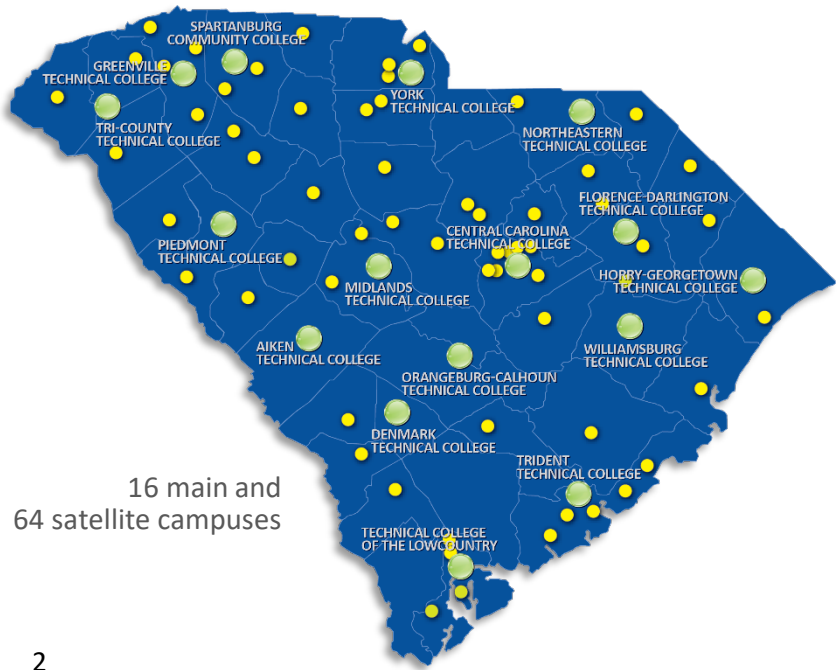 SPARTANBURG
COMMUNITY COLLEGE
GREENVILLE
TECHNICAL COLLEGE
YORK
TECHNICAL COLLEGE
TRI-COUNTY
TECHNICAL COLLEGE
NORTHEASTERN
TECHNICAL COLLEGE
FLORENCE-DARLINGTON
TECHNICAL COLLEGE
PIEDMONT
TECHNICAL COLLEGE
CENTRAL CAROLINA
TECHNICAL COLLEGE
MIDLANDS
TECHNICAL COLLEGE
HORRY-GEORGETOWN
TECHNICAL COLLEGE
AIKEN
TECHNICAL COLLEGE
WILLIAMSBURG
TECHNICAL COLLEGE
ORANGEBURG-CALHOUN
TECHNICAL COLLEGE
DENMARK
TECHNICAL COLLEGE
TRIDENT
TECHNICAL COLLEGE
16 main and
64 satellite campuses
TECHNICAL COLLEGE
OF THE LOWCOUNTRY
2